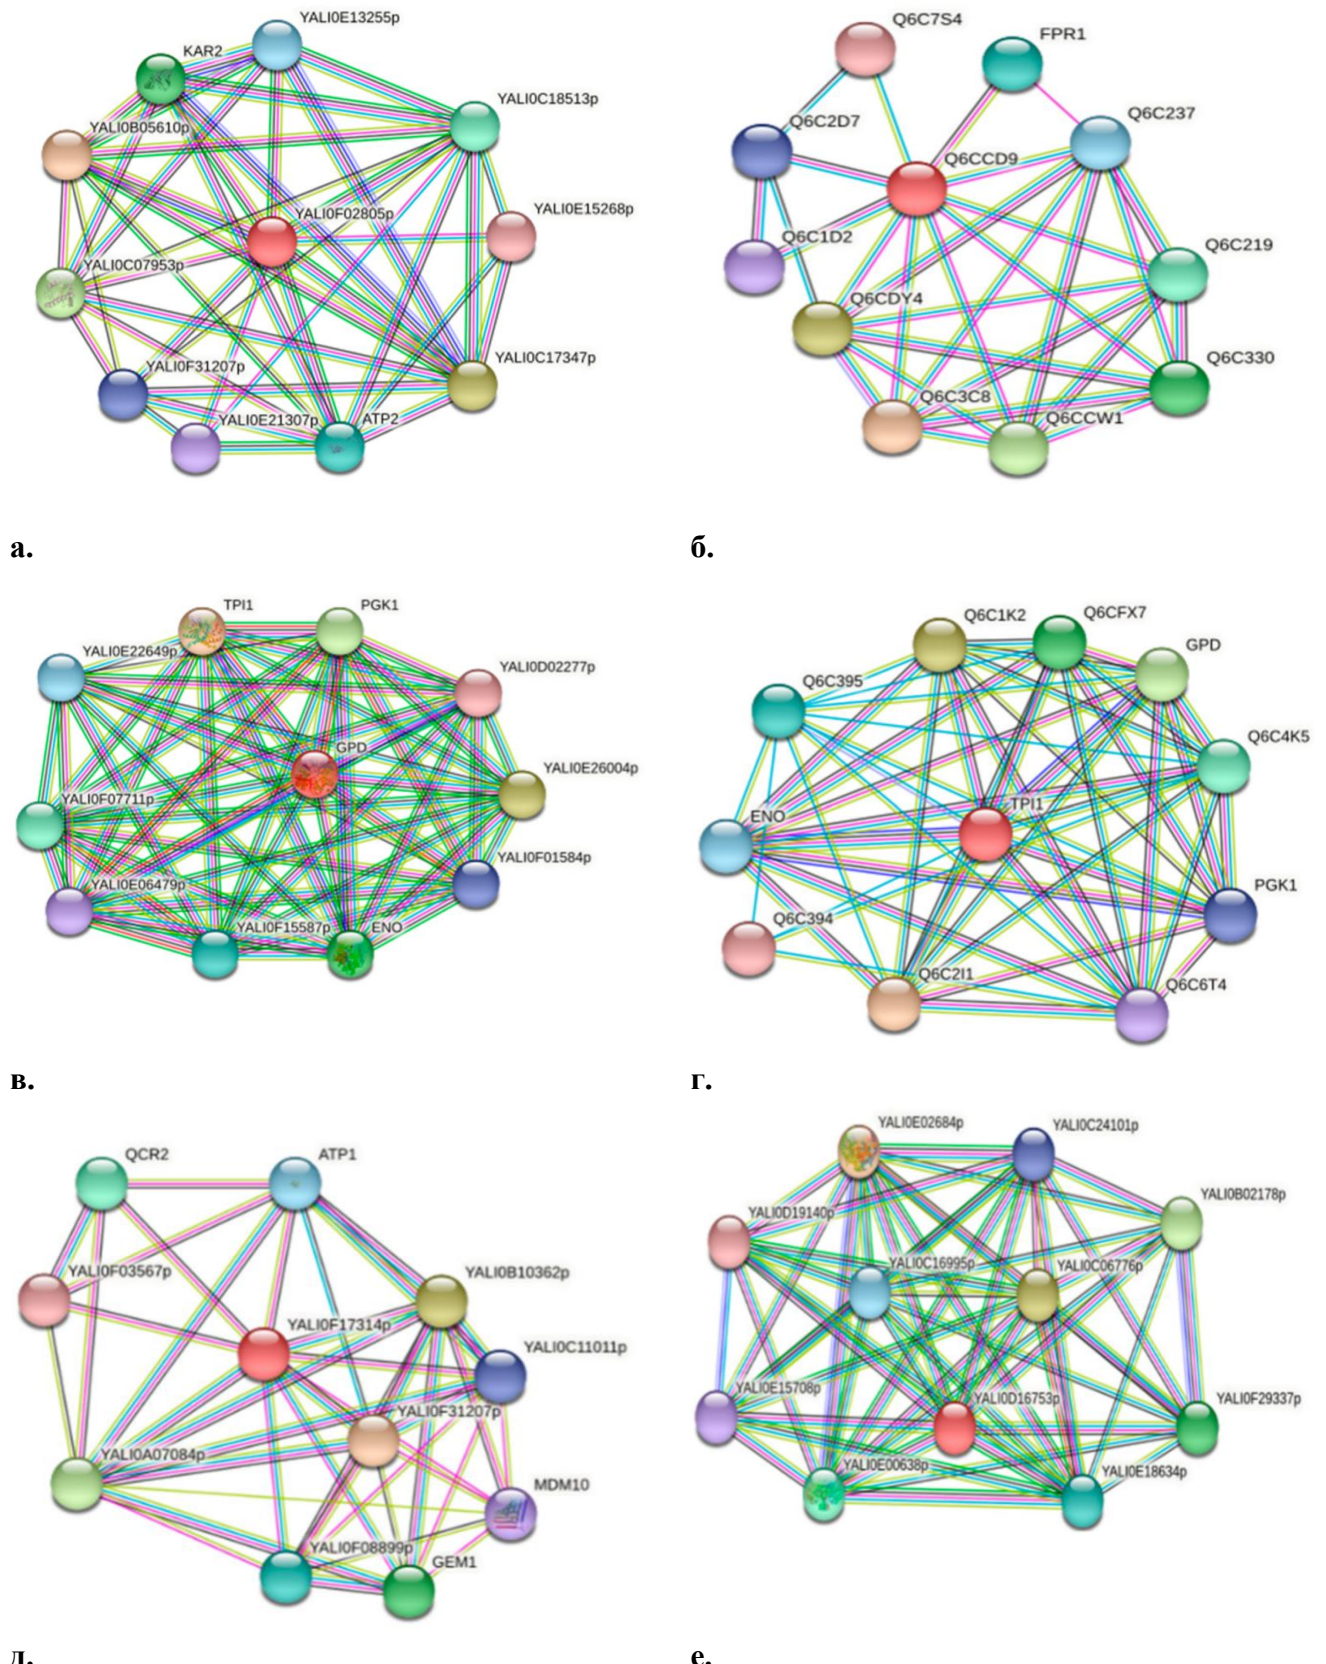 YALI0E13255p
KAR2
YALI0C18513p
YALI0B05610p
YALI0F02805p
YALI0E15268p
YALI0C07953p
YALI0C17347p
YALI0F31207p
YALI0E21307p
ATP2
Q6C7S4
FPR1
Q6C2D7
Q6C237
Q6CCD9
Q6C1D2
Q6C219
Q6CDY4
Q6C330
Q6C3C8
Q6CCW1
а.
б.
TPI1
PGK1
YALI0E22649p
YALI0D02277p
GPD
YALI0E26004p
YALI0F07711p
YALI0F01584p
YALI0E06479p
YALI0F15587p
ENO
Q6C1K2
Q6CFX7
GPD
Q6C395
Q6C4K5
TPI1
ENO
PGK1
Q6C394
Q6C2I1
Q6C6T4
в.
г.
QCR2
ATP1
YALI0F03567p
YALI0B10362p
YALI0F17314p
YALI0C11011p
YALI0F31207p
YALI0A07084p
MDM10
YALI0F08899p
GEM1
YALI0E02684p
YALI0C24101p
YALI0B02178p
YALI0D19140p
YALI0C16995p
YALI0C06776p
YALI0E15708p
YALI0D16753p
YALI0F29337p
YALI0E00638p
YALI0E18634p
д.
е.